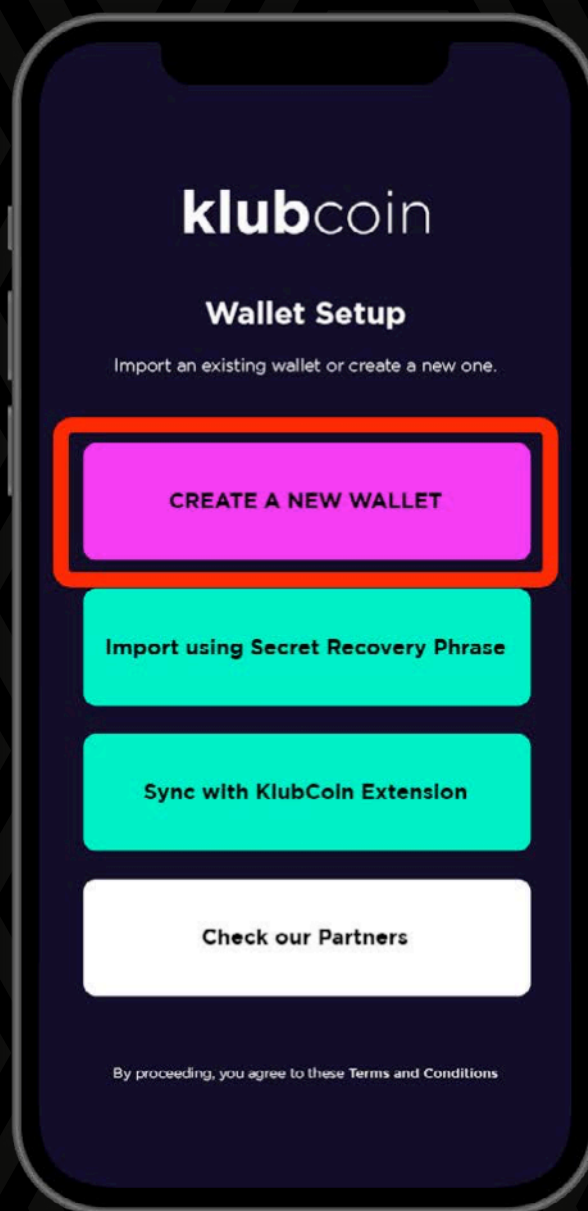 klubcoin
Wallet Setup
Import an existing wallet or create a new one.
CREATE A NEW WALLET
Import using Secret Recovery Phrase
Sync with KlubCoin Extension
Check our Partners
By proceeding, you agree to these Terms and Conditions